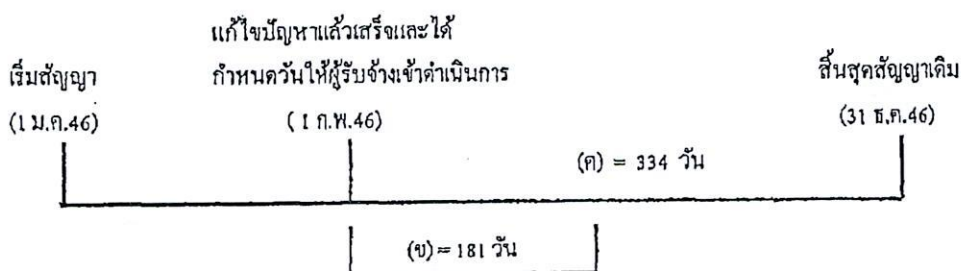 แก้ไขปัญหาแล้วเสร็จและได้
เริ่มสัญญา กำหนดวันให้ผู้รับจ้างเข้าดำเนินการ สิ้นสุดสัญญาเดิม
(1 ม.ค.46) ( 1 ก.พ.46) (31 ธ.ค.46)
(ค) = 334 วัน
(ข) = 181 วัน